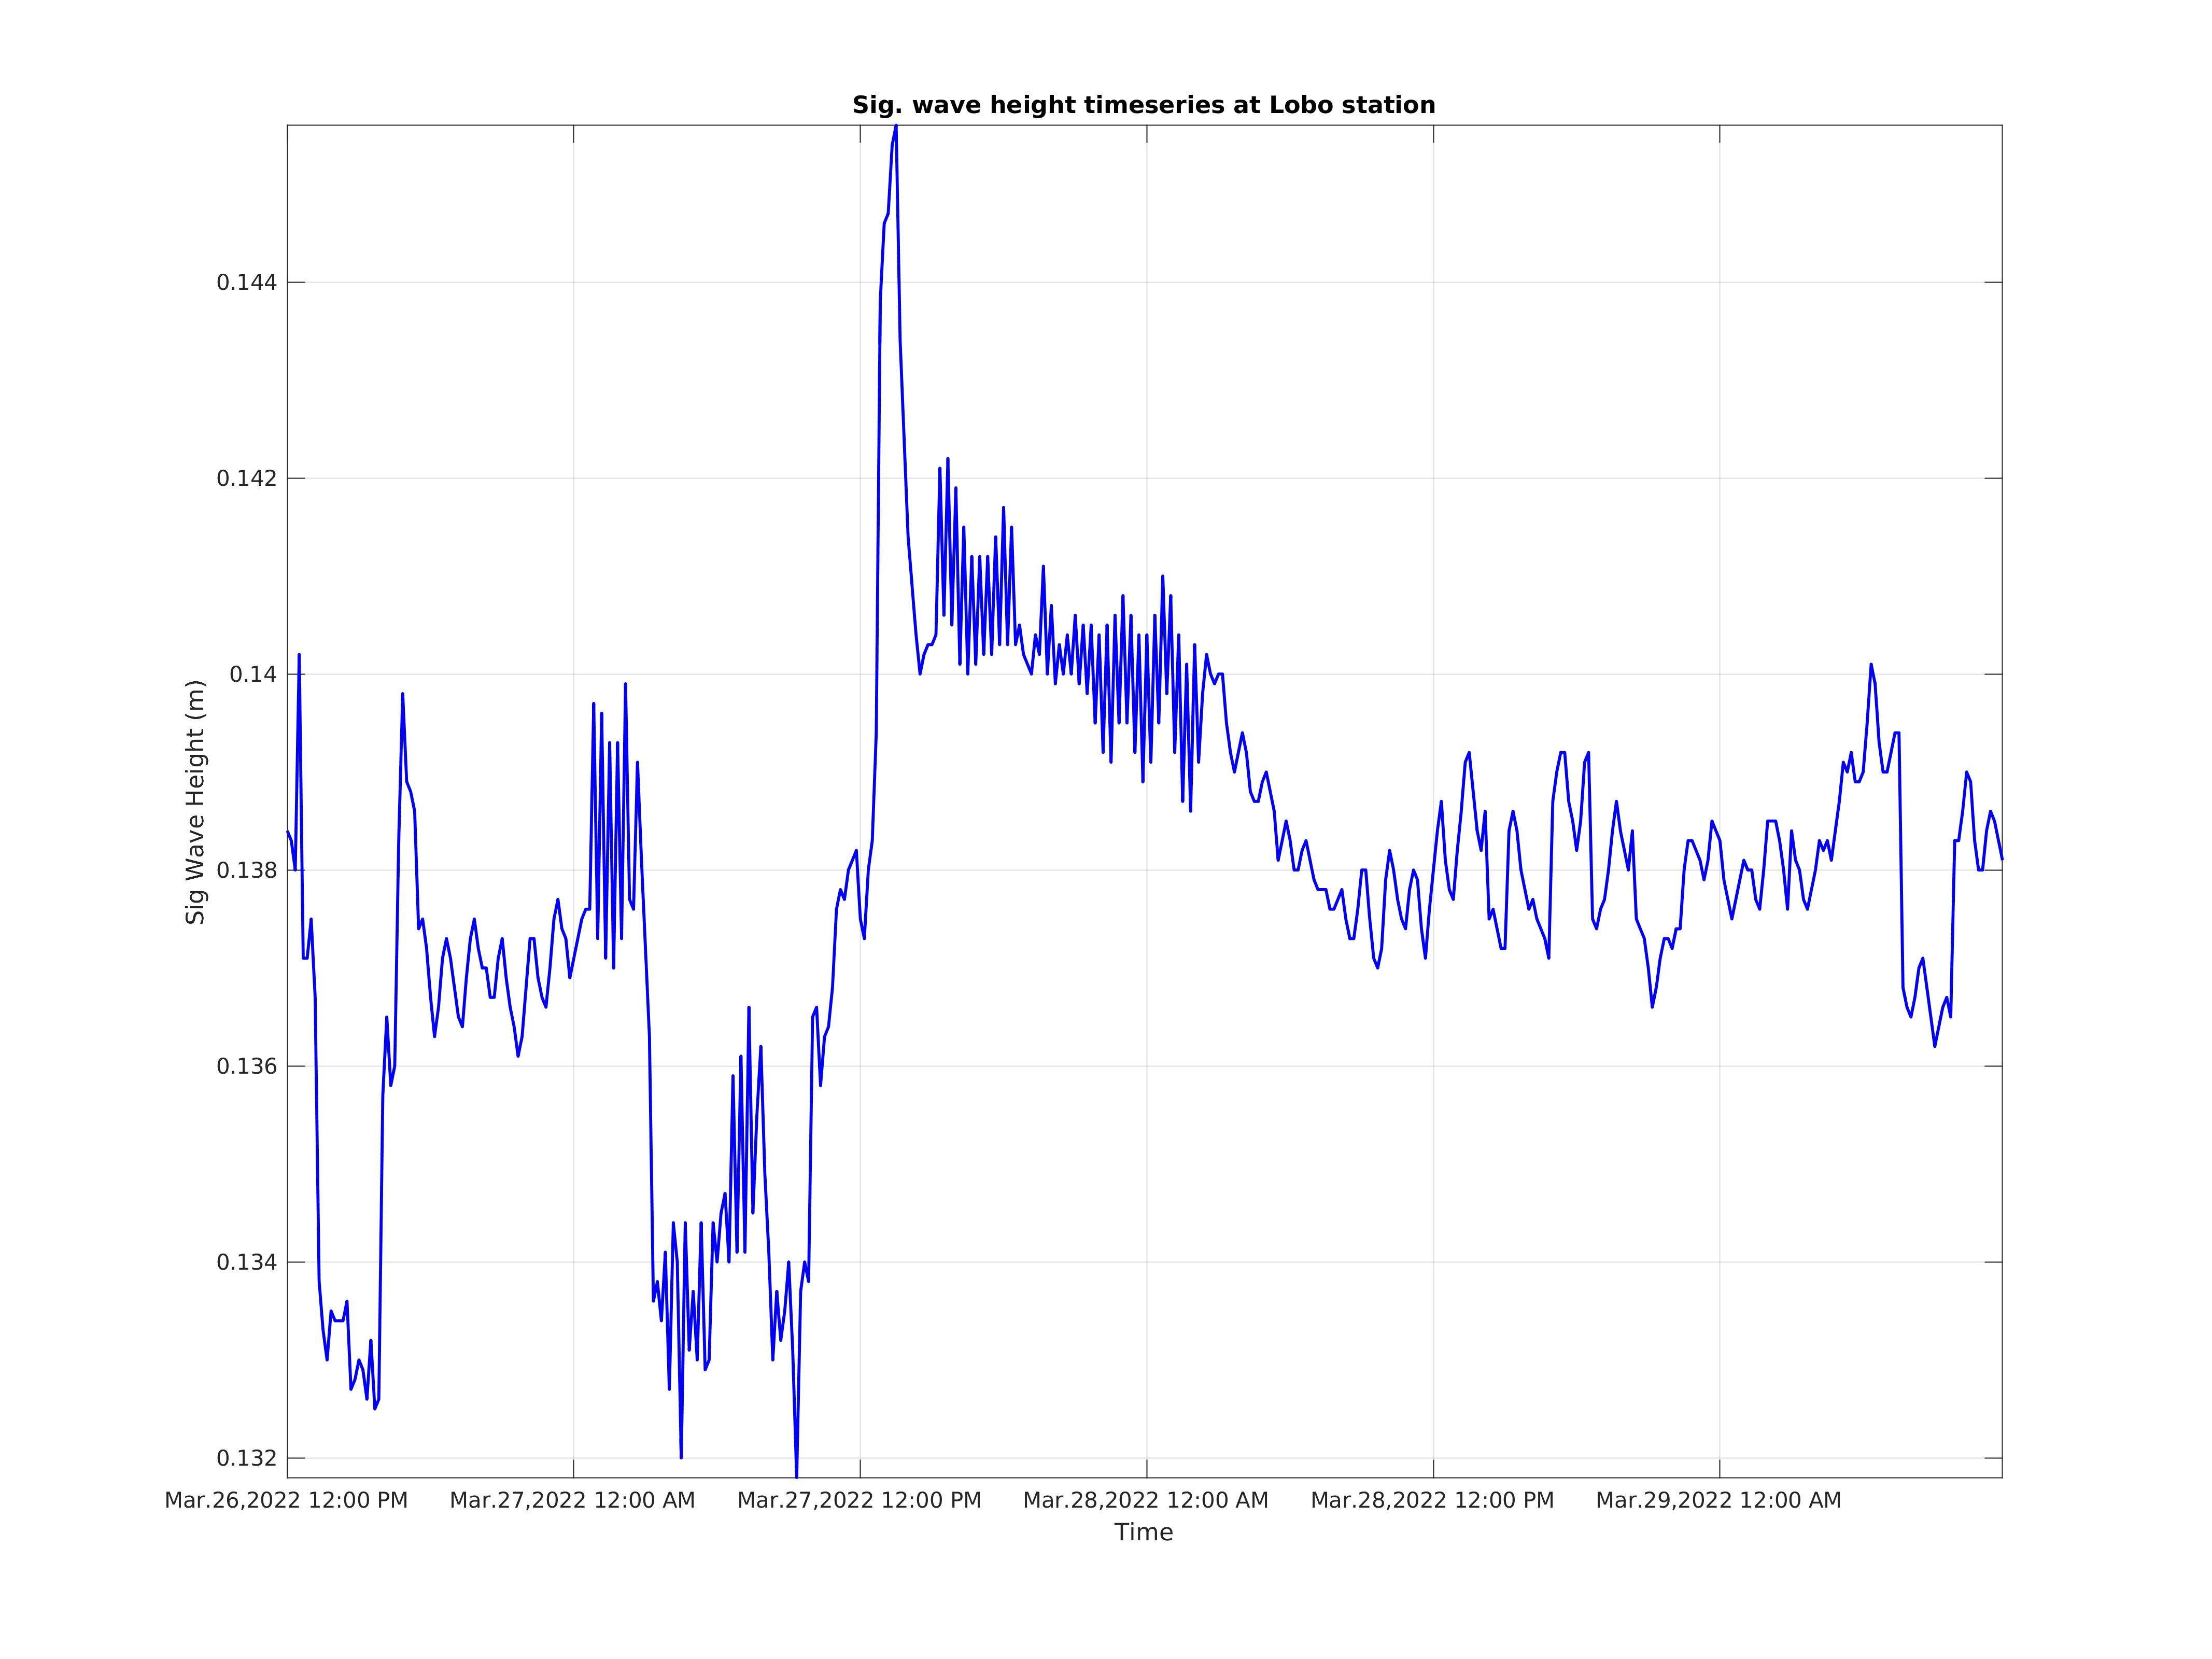 Sig. wave height timeseries at Lobo station
0.144
0.142
0.14
0.138
0.136
0.134
0.132
Sig Wave Height (m)
Mar.26,2022 12:00 PM Mar.27,2022 12:00 AM Mar.27,2022 12:00 PM Mar.28,2022 12:00 AM Mar.28,2022 12:00 PM Mar.29,2022 12:00 AM
Time